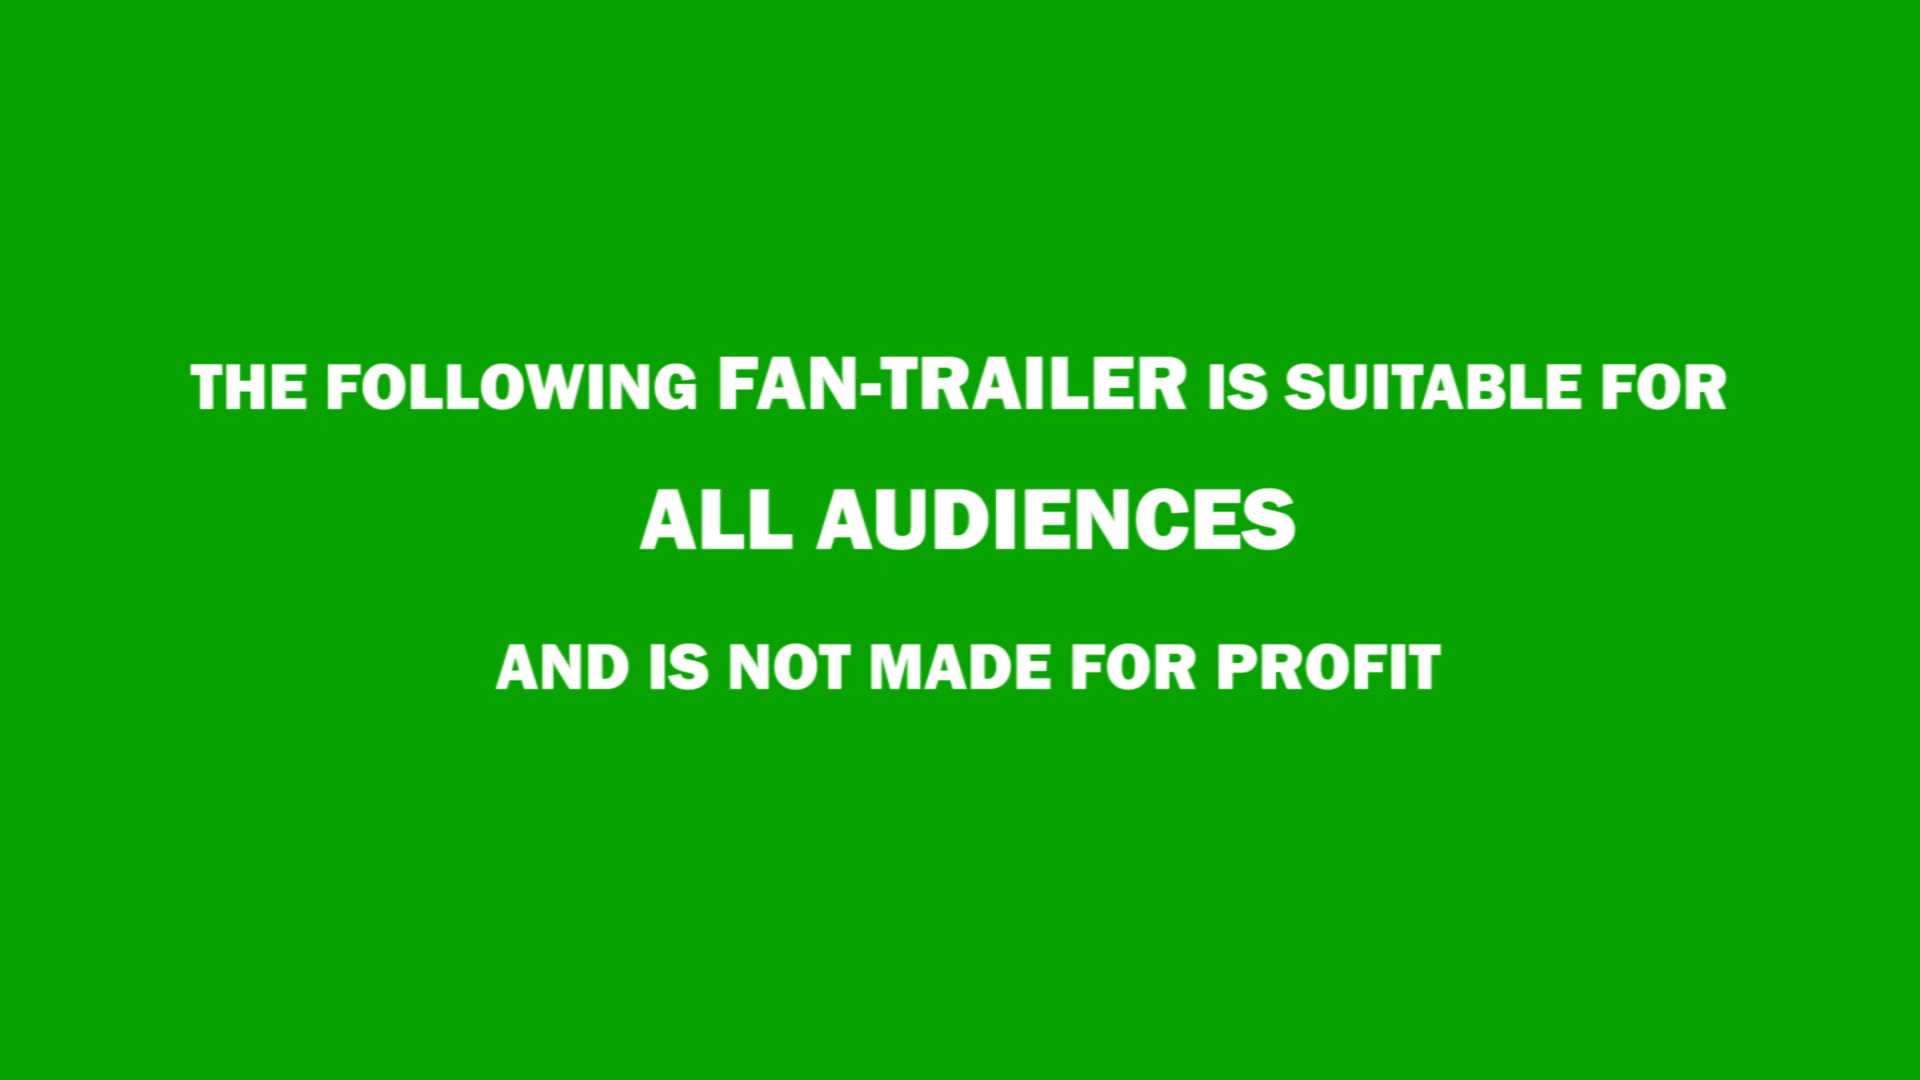 THE FOLLOWING FAN-TRAILER IS SUITABLE FOR
ALL AUDIENCES
AND IS NOT MADE FOR PROFIT